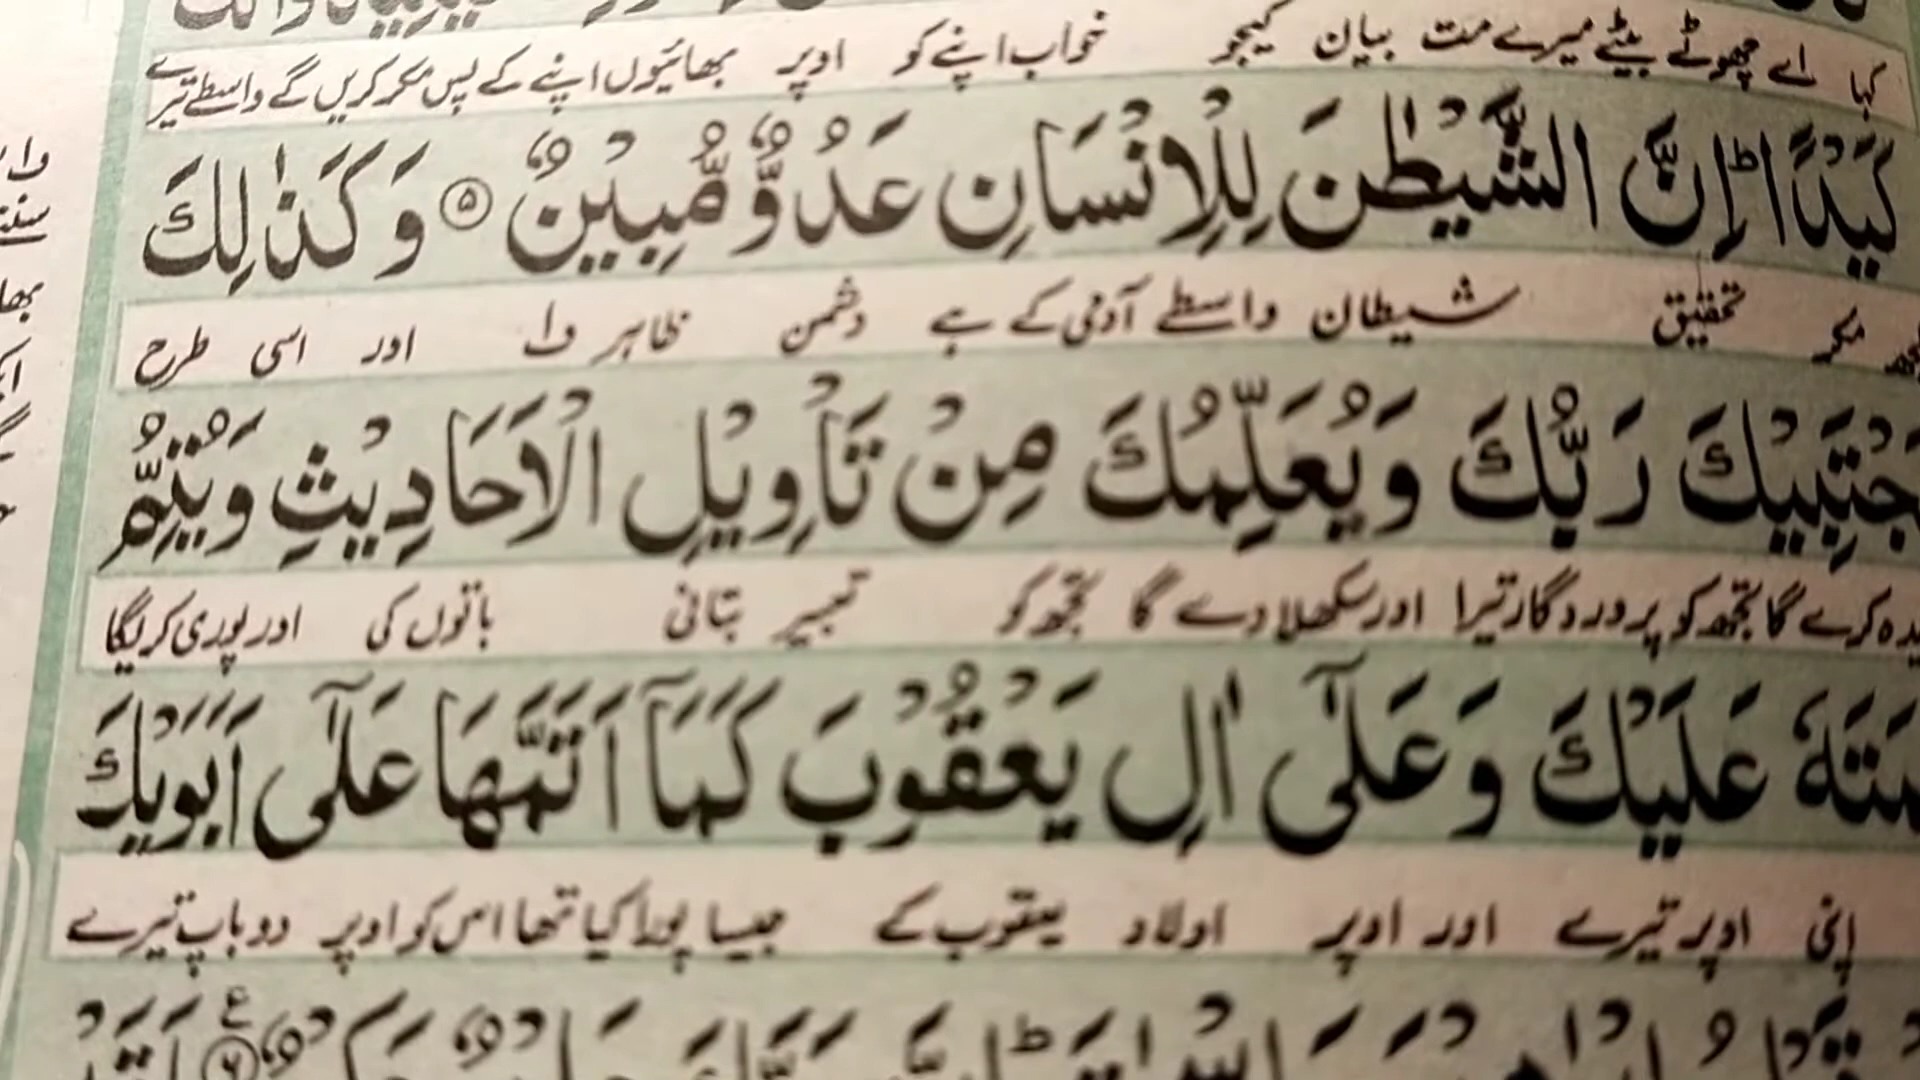 کہا اے چھوٹے بیٹے میرے مت بیان کیجو خواب اپنے کو اوپر بھائیوں اپنے کے پس مکر کریں گے واسطے تیرے
كَيْدًا ؕ اِنَّ الشَّيْطٰنَ لِلْاِنْسَانِ عَدُوٌّ مُّبِيْنٌ ۝۵ وَ كَذٰلِكَ
مکر تحقیق شیطان واسطے آدمی کے ہے دشمن ظاہر ف۱ اور اسی طرح
جْتَبِيْكَ رَبُّكَ وَيُعَلِّمُكَ مِنْ تَاْوِيْلِ الْاَحَادِيْثِ وَيُتِمُّ
یدہ کرے گا تجھ کو پروردگار تیرا اور سکھلا دے گا تجھ کو تعبیر بتانی باتوں کی اور پوری کریگا
مَتَهٗ عَلَيْكَ وَعَلٰٓى اٰلِ يَعْقُوْبَ كَمَاۤ اَتَمَّهَا عَلٰٓى اَبَوَيْكَ
اپنی اوپر تیرے اور اوپر اولاد یعقوب کے جیسا پورا کیا تھا اس کو اوپر دو باپ تیرے